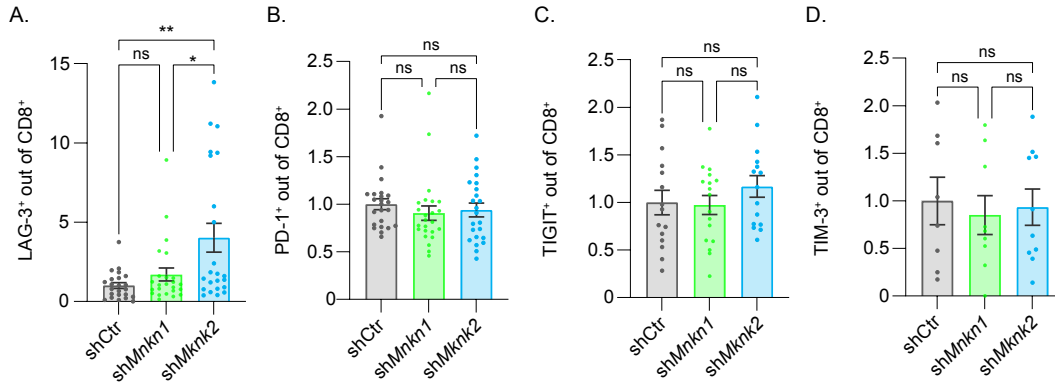 A.
LAG-3⁺ out of CD8⁺
15
10
5
0
**
ns
*
shCtr
shMnkn1
shMknk2
B.
PD-1⁺ out of CD8⁺
2.5
2.0
1.5
1.0
0.5
0
ns
ns
ns
shCtr
shMnkn1
shMknk2
C.
TIGIT⁺ out of CD8⁺
2.5
2.0
1.5
1.0
0.5
0
ns
ns
ns
shCtr
shMnkn1
shMknk2
D.
TIM-3⁺ out of CD8⁺
2.5
2.0
1.5
1.0
0.5
0
ns
ns
ns
shCtr
shMnkn1
shMknk2